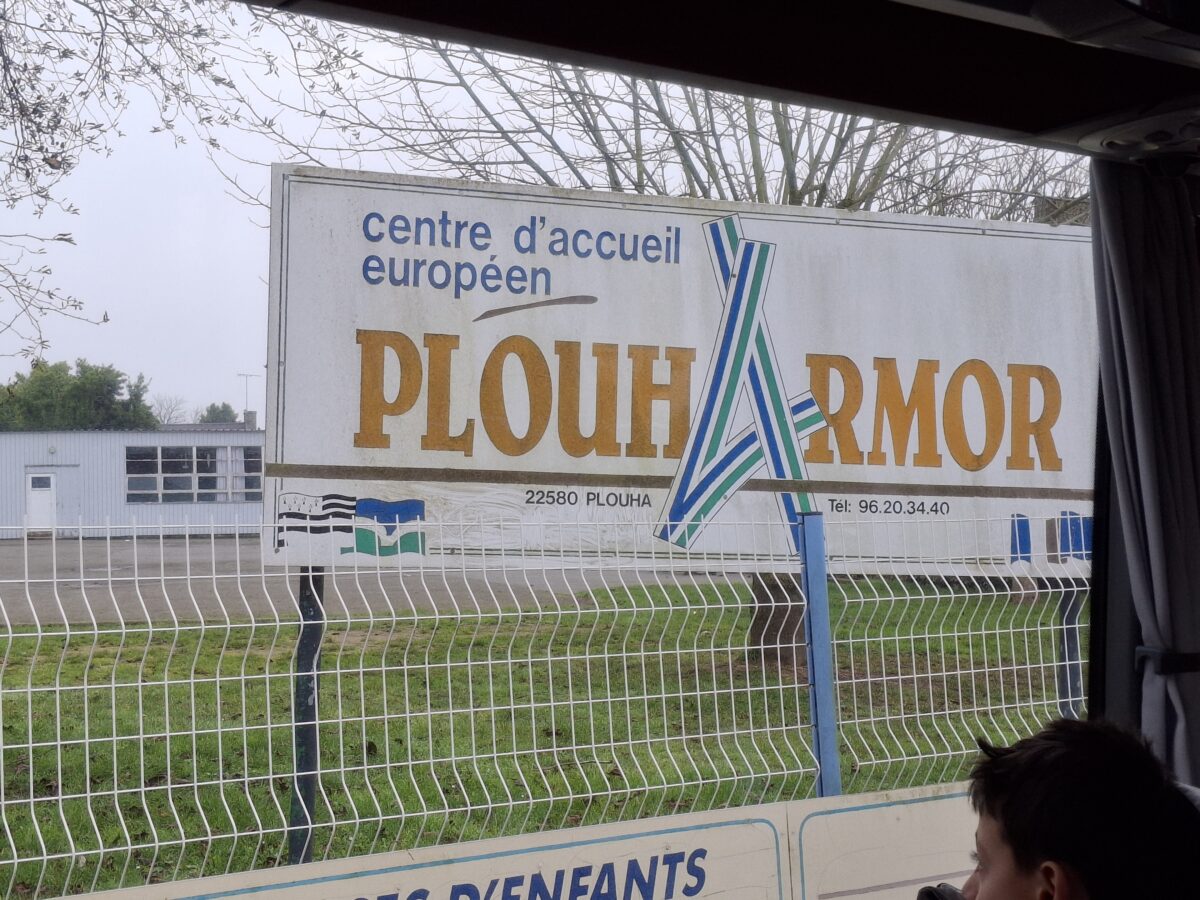 centre d'accueil
européen
PLOUHARMOR
22580 PLOUHA
Tél: 96.20.34.40
D'ENFANTS